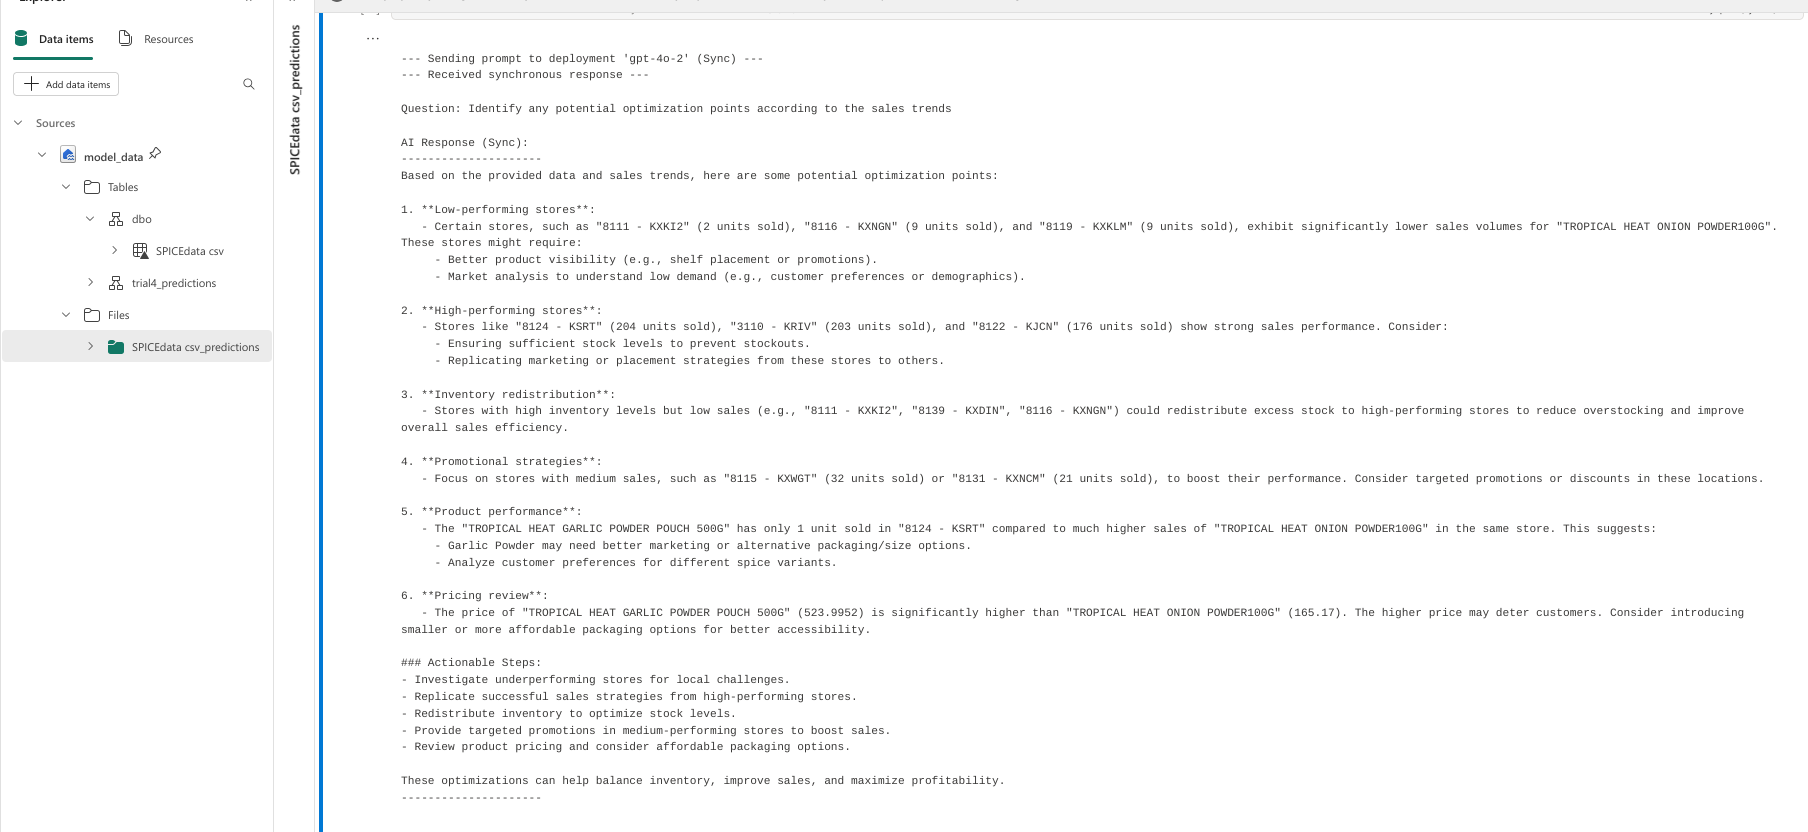 Data items
Resources
Add data items
Sources
model_data
Tables
dbo
SPICEdata csv
trial4_predictions
Files
SPICEdata csv_predictions
SPICEdata csv_predictions
...
--- Sending prompt to deployment 'gpt-4o-2' (Sync) ---
--- Received synchronous response ---
Question: Identify any potential optimization points according to the sales trends
AI Response (Sync):
---------------------
Based on the provided data and sales trends, here are some potential optimization points:
1. **Low-performing stores**:
- Certain stores, such as "8111 - KXKI2" (2 units sold), "8116 - KXNGN" (9 units sold), and "8119 - KXKLM" (9 units sold), exhibit significantly lower sales volumes for "TROPICAL HEAT ONION POWDER100G".
These stores might require:
- Better product visibility (e.g., shelf placement or promotions).
- Market analysis to understand low demand (e.g., customer preferences or demographics).
2. **High-performing stores**:
- Stores like "8124 - KSRT" (204 units sold), "3110 - KRIV" (203 units sold), and "8122 - KJCN" (176 units sold) show strong sales performance. Consider:
- Ensuring sufficient stock levels to prevent stockouts.
- Replicating marketing or placement strategies from these stores to others.
3. **Inventory redistribution**:
- Stores with high inventory levels but low sales (e.g., "8111 - KXKI2", "8139 - KXDIN", "8116 - KXNGN") could redistribute excess stock to high-performing stores to reduce overstocking and improve
overall sales efficiency.
4. **Promotional strategies**:
- Focus on stores with medium sales, such as "8115 - KXWGT" (32 units sold) or "8131 - KXNCM" (21 units sold), to boost their performance. Consider targeted promotions or discounts in these locations.
5. **Product performance**:
- The "TROPICAL HEAT GARLIC POWDER POUCH 500G" has only 1 unit sold in "8124 - KSRT" compared to much higher sales of "TROPICAL HEAT ONION POWDER100G" in the same store. This suggests:
- Garlic Powder may need better marketing or alternative packaging/size options.
- Analyze customer preferences for different spice variants.
6. **Pricing review**:
- The price of "TROPICAL HEAT GARLIC POWDER POUCH 500G" (523.9952) is significantly higher than "TROPICAL HEAT ONION POWDER100G" (165.17). The higher price may deter customers. Consider introducing
smaller or more affordable packaging options for better accessibility.
### Actionable Steps:
- Investigate underperforming stores for local challenges.
- Replicate successful sales strategies from high-performing stores.
- Redistribute inventory to optimize stock levels.
- Provide targeted promotions in medium-performing stores to boost sales.
- Review product pricing and consider affordable packaging options.
These optimizations can help balance inventory, improve sales, and maximize profitability.
---------------------